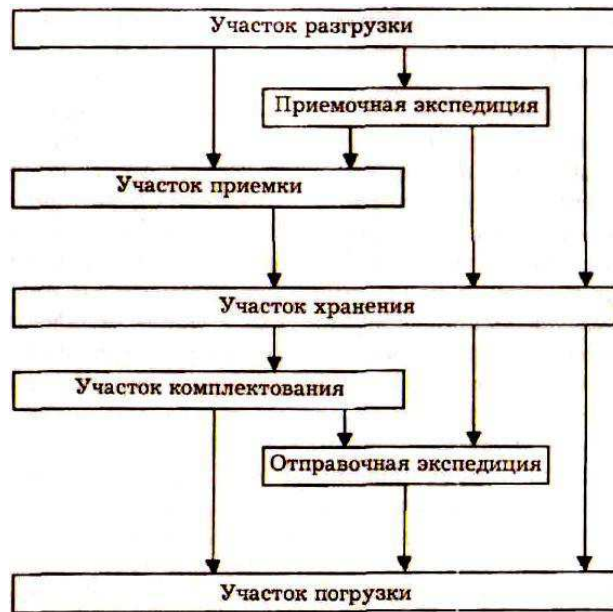 Участок разгрузки
Приемочная экспедиция
Участок приемки
Участок хранения
Участок комплектования
Отправочная экспедиция
Участок погрузки